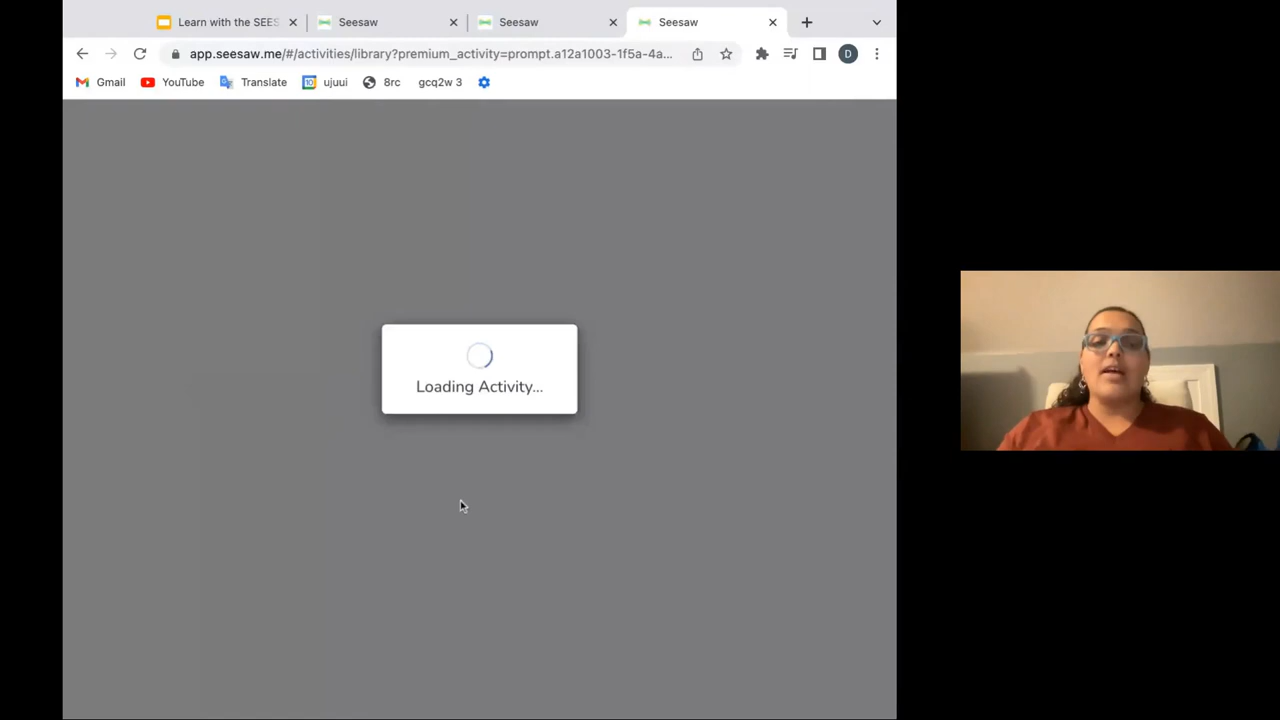 Learn with the SEES
Seesaw
Seesaw
Seesaw
app.seesaw.me/#/activities/library?premium_activity=prompt.a12a1003-1f5a-4a...
D
Gmail
YouTube
Translate
10
ujuui
8rc
gcq2w 3
Loading Activity...